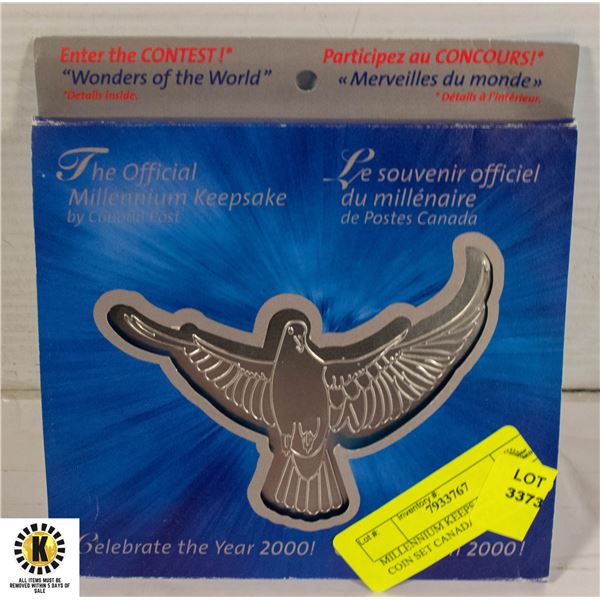 Enter the CONTEST!*
"Wonders of the World"
*Details inside.
Participez au CONCOURS!*
« Merveilles du monde »
* Détails à l'intérieur.
The Official
Millennium Keepsake
by Canada Post
Le souvenir officiel
du millénaire
de Postes Canada
Lot #:
Inventory #:
7933767
MILLENNIUM KEEPS
COIN SET CANADA
LOT
3373
Celebrate the Year 2000!
2000!
K
ALL ITEMS MUST BE
REMOVED WITHIN 5 DAYS OF
SALE